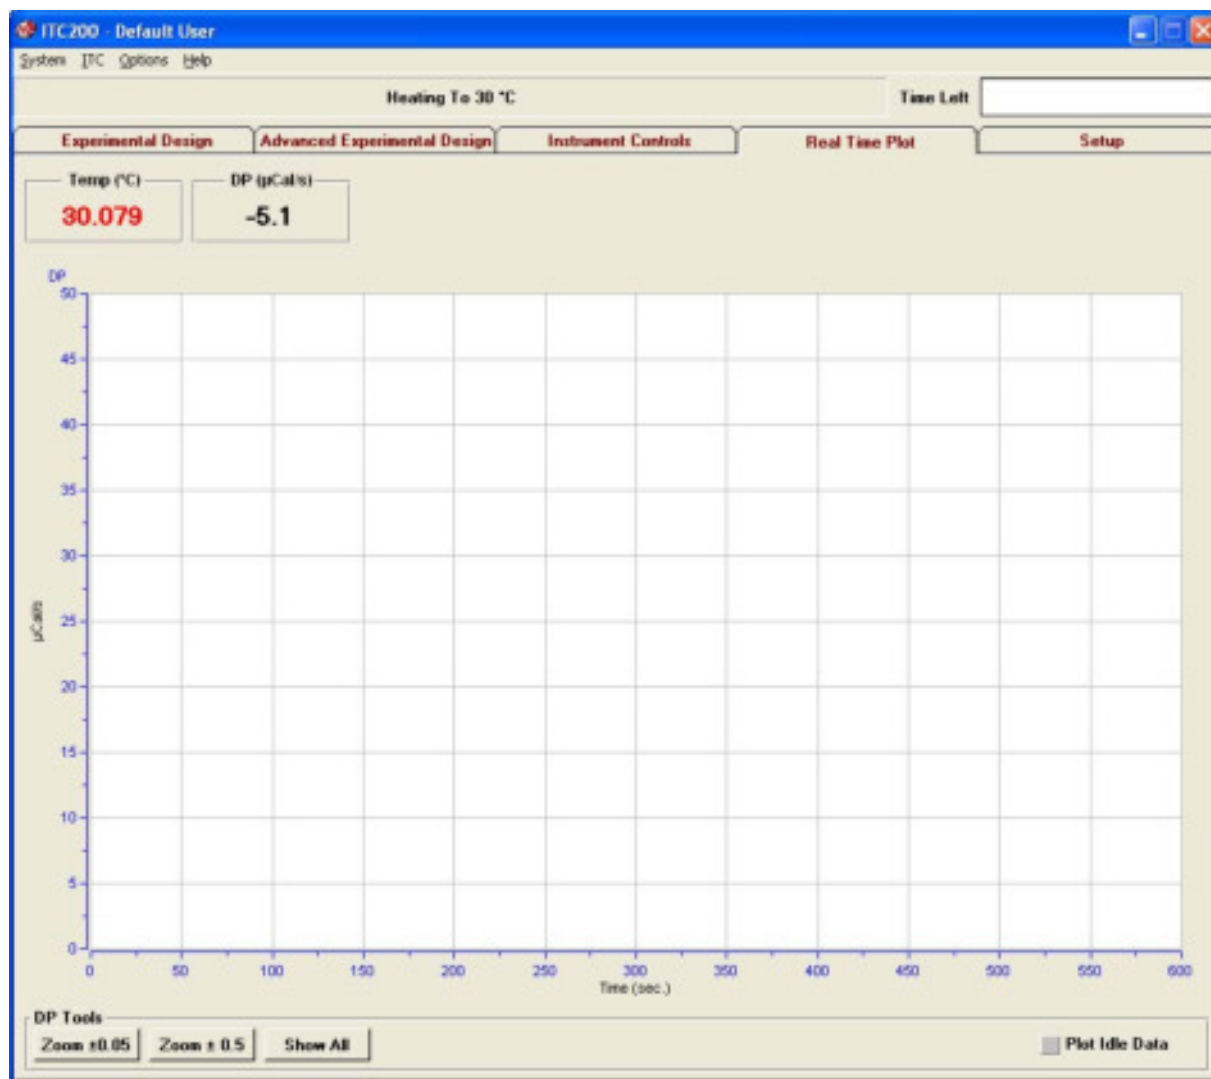 ITC200 - Default User
System ITC Options Help
Heating To 30 °C Time Left
Experimental Design Advanced Experimental Design Instrument Controls Real Time Plot Setup
Temp (°C) DP (µCal/s)
30.079 -5.1
DP
50
45
40
35
30
25
20
15
10
5
0
µCal/s
0 50 100 150 200 250 300 350 400 450 500 550 600
Time (sec.)
DP Tools
Zoom ±0.05 Zoom ± 0.5 Show All Plot Idle Data